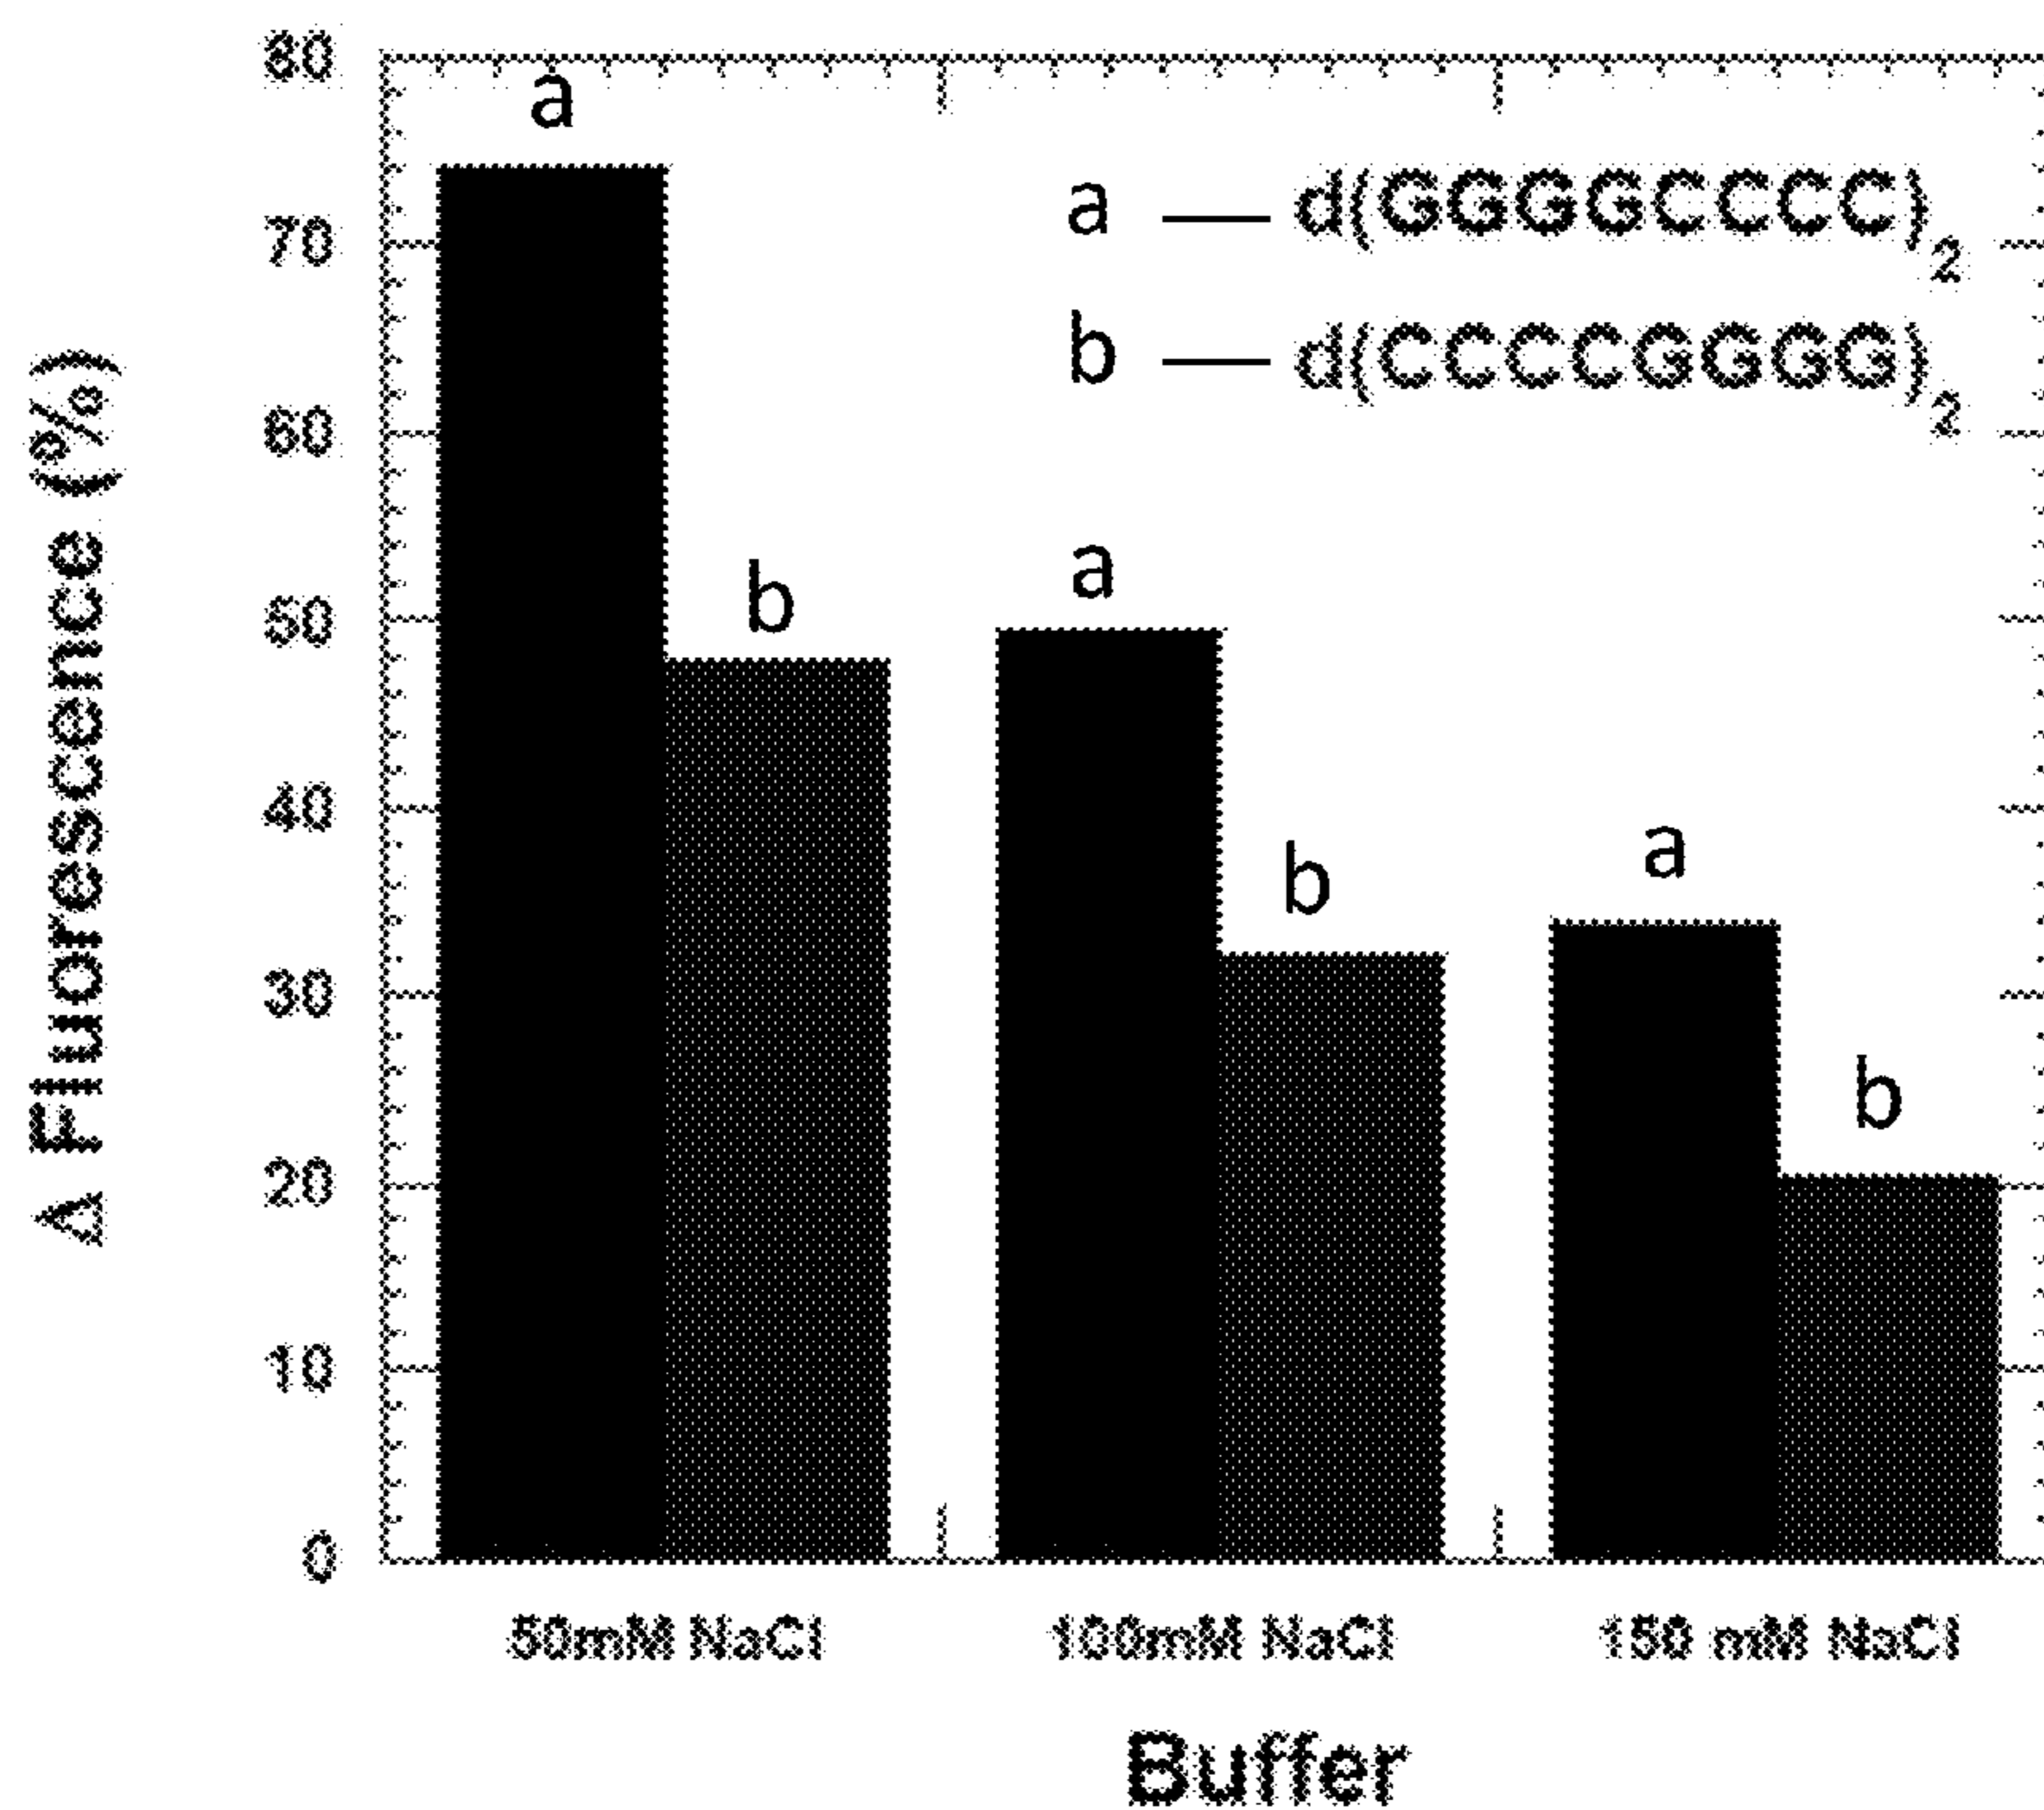 Δ Fluorescence (%)
80
70
60
50
40
30
20
10
0
a
b
a
b
a
b
a — d(GGGGCCCC)2
b — d(CCCCGGGG)2
50mM NaCl
100mM NaCl
150 mM NaCl
Buffer